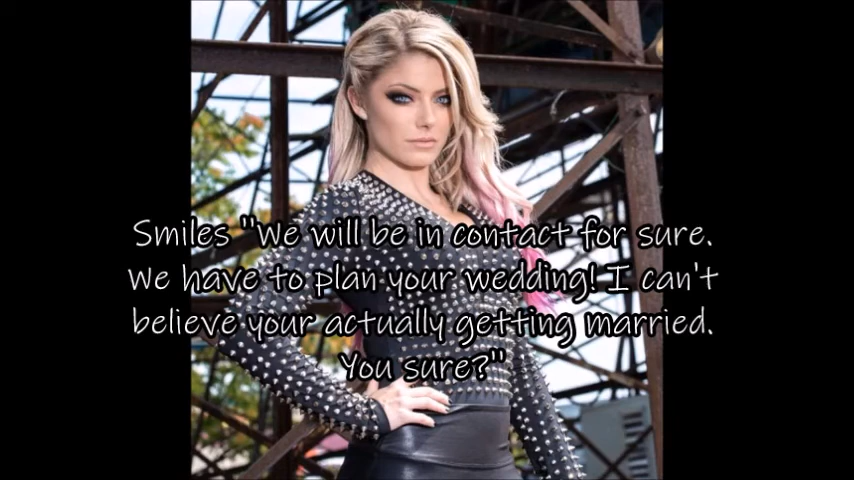 Smiles "We will be in contact for sure.
We have to plan your wedding! I can't
believe your actually getting married.
You sure?"